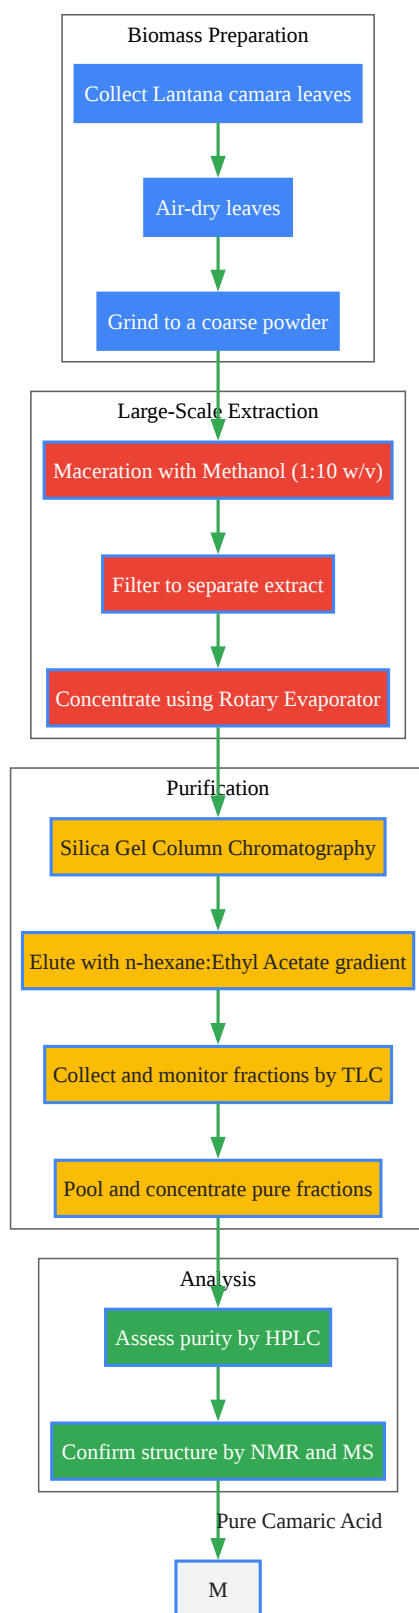 Biomass Preparation
Collect Lantana camara leaves
Air-dry leaves
Grind to a coarse powder
Large-Scale Extraction
Maceration with Methanol (1:10 w/v)
Filter to separate extract
Concentrate using Rotary Evaporator
Purification
Silica Gel Column Chromatography
Elute with n-hexane:Ethyl Acetate gradient
Collect and monitor fractions by TLC
Pool and concentrate pure fractions
Analysis
Assess purity by HPLC
Confirm structure by NMR and MS
Pure Camaric Acid
M